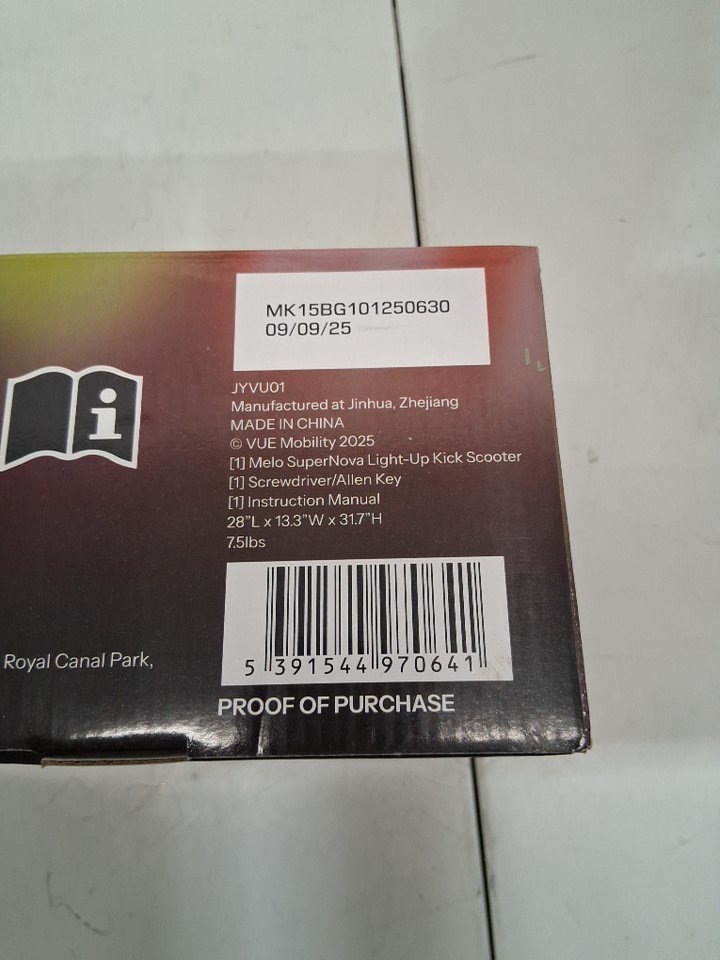 MK15BG101250630
09/09/25
JYVU01
Manufactured at Jinhua, Zhejiang
MADE IN CHINA
© VUE Mobility 2025
[1] Melo SuperNova Light-Up Kick Scooter
[1] Screwdriver/Allen Key
[1] Instruction Manual
28"L x 13.3"W x 31.7"H
7.5lbs
Royal Canal Park,
5 391544 970641
PROOF OF PURCHASE